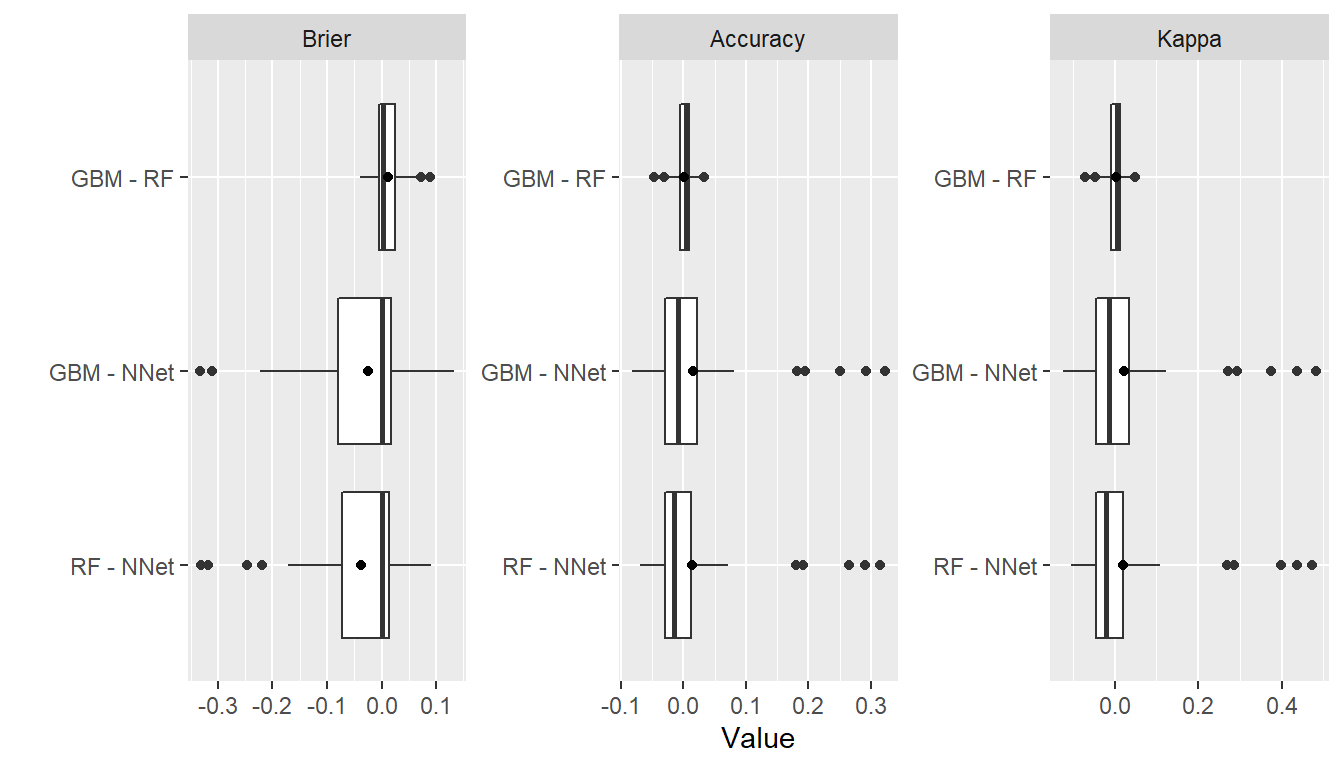 Brier
Accuracy
Kappa
GBM - RF
GBM - NNet
RF - NNet
-0.3 -0.2 -0.1 0.0 0.1
GBM - RF
GBM - NNet
RF - NNet
-0.1 0.0 0.1 0.2 0.3
GBM - RF
GBM - NNet
RF - NNet
0.0 0.2 0.4
Value